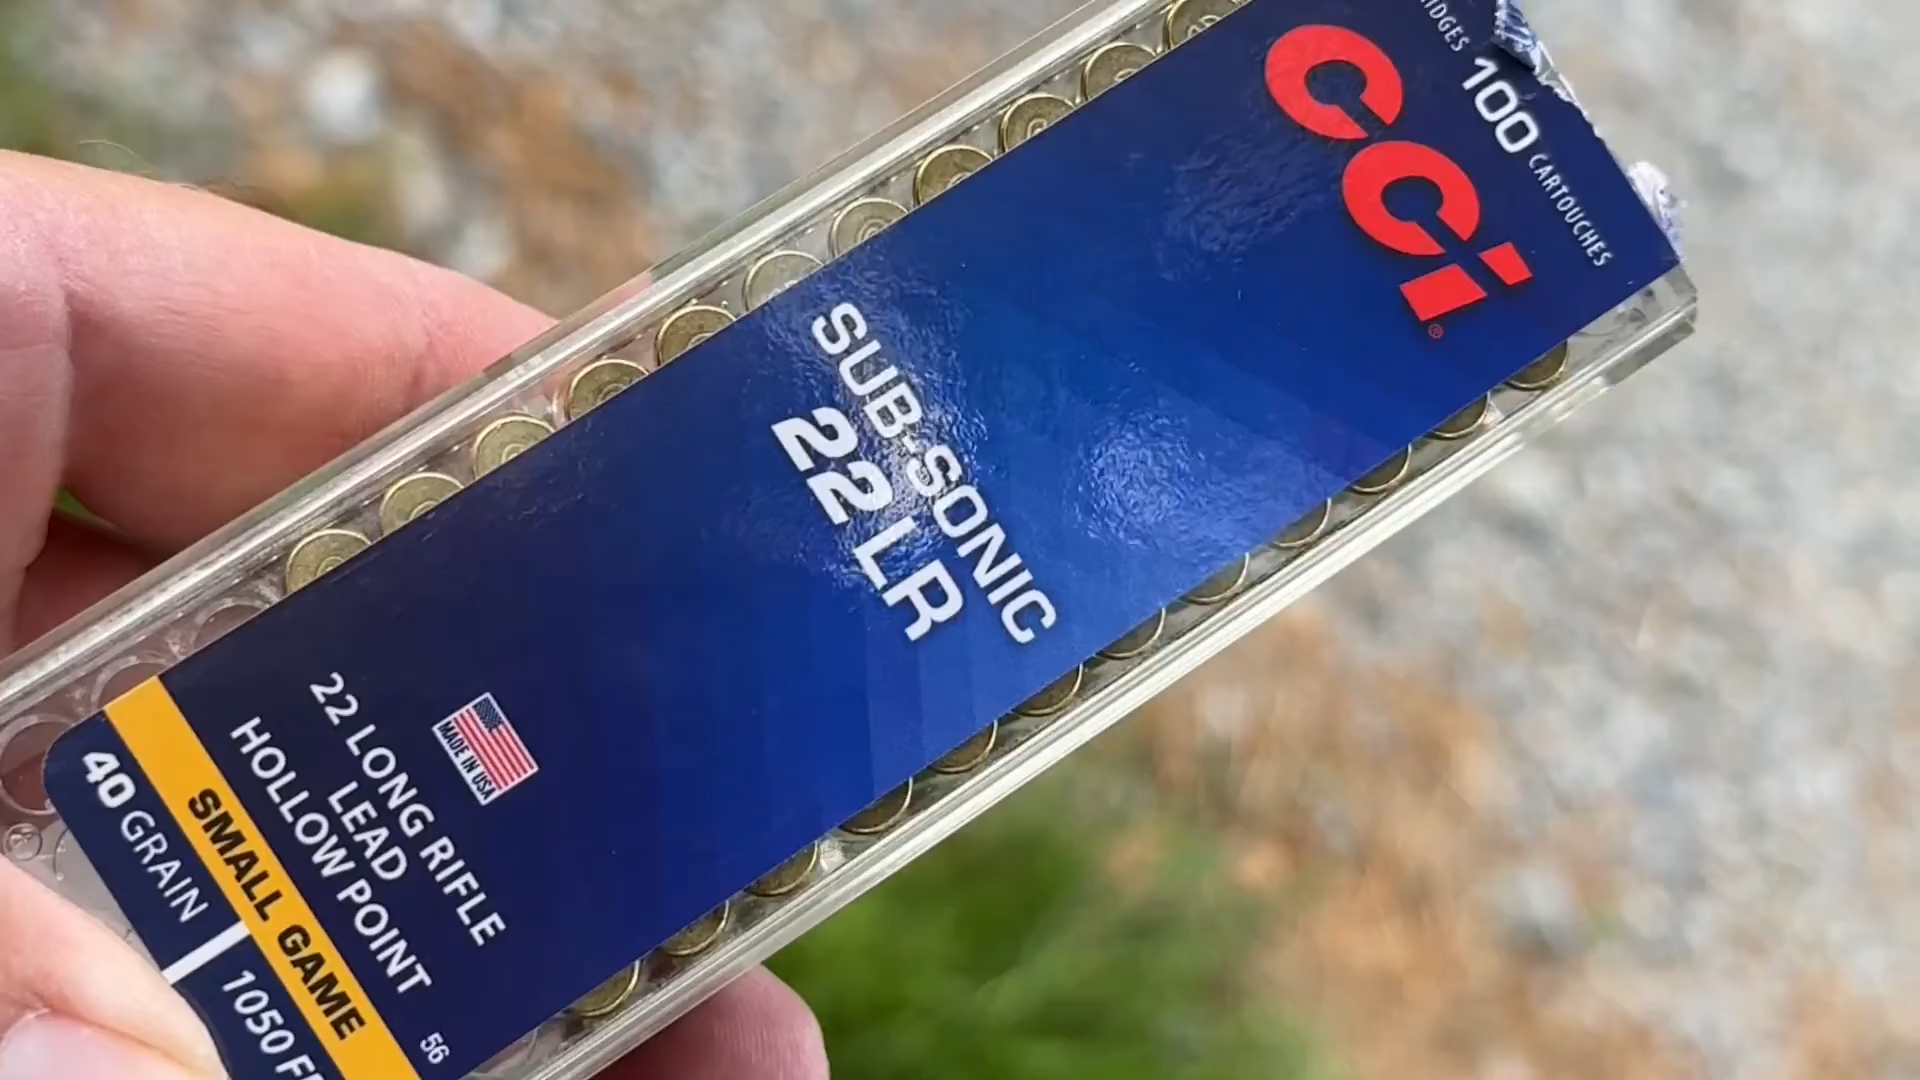 CCI®
100 CARTOUCHES
SUB-SONIC
22 LR
MADE IN USA
22 LONG RIFLE
LEAD
HOLLOW POINT
56
SMALL GAME
40 GRAIN
1050